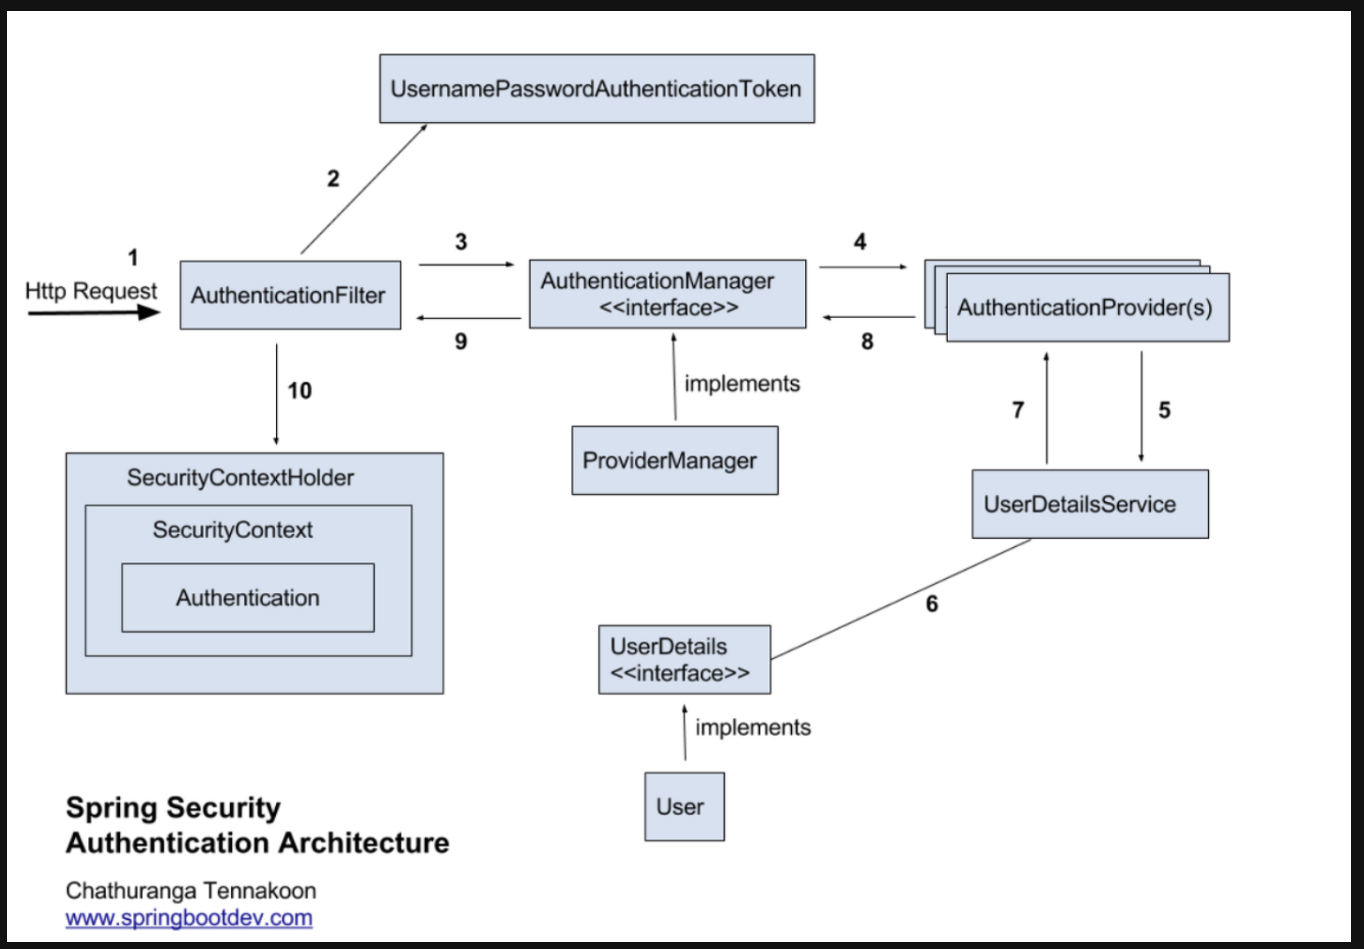 UsernamePasswordAuthenticationToken
2
1
Http Request
AuthenticationFilter
3
AuthenticationManager
<<interface>>
4
AuthenticationProvider(s)
9
8
implements
10
7
5
ProviderManager
SecurityContextHolder
SecurityContext
Authentication
UserDetailsService
6
UserDetails
<<interface>>
implements
User
Spring Security
Authentication Architecture
Chathuranga Tennakoon
www.springbootdev.com